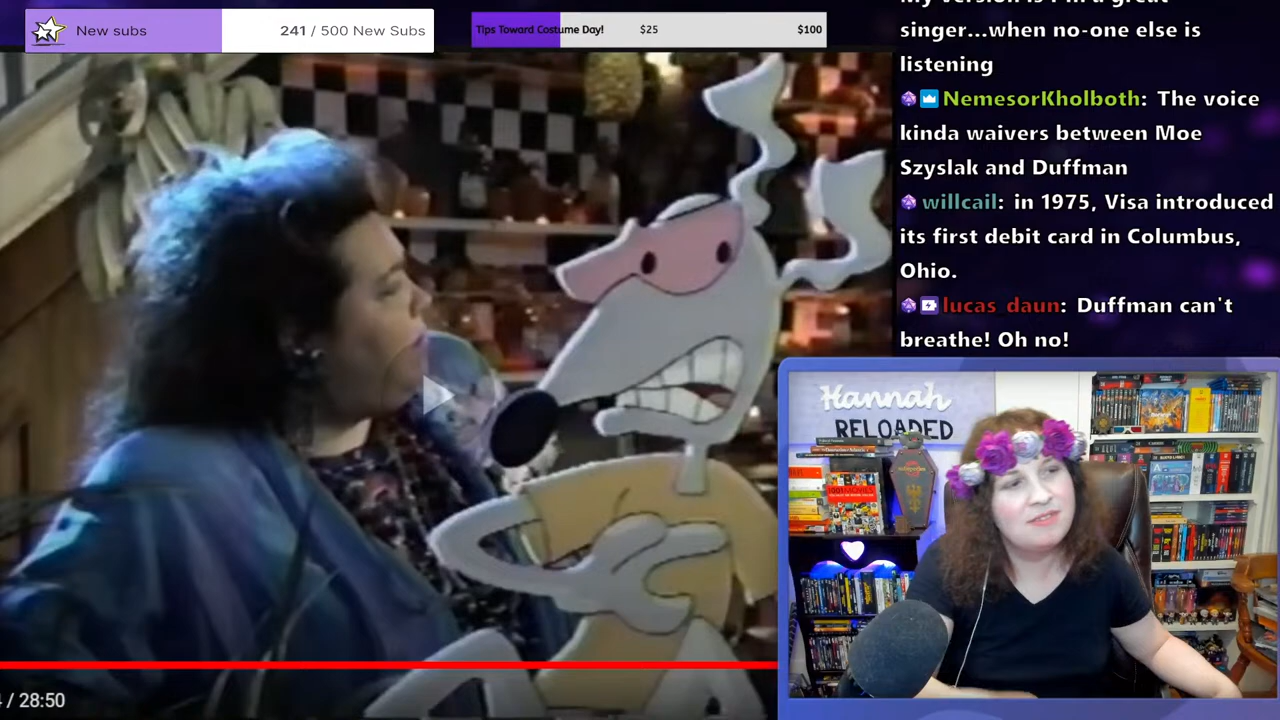 New subs
241 / 500 New Subs
Tips Toward Costume Day!
$25
$100
singer...when no-one else is
listening
NemesorKholboth: The voice
kinda waivers between Moe
Szyslak and Duffman
willcail: in 1975, Visa introduced
its first debit card in Columbus,
Ohio.
lucas_daun: Duffman can't
breathe! Oh no!
Hannah
RELOADED
/ 28:50